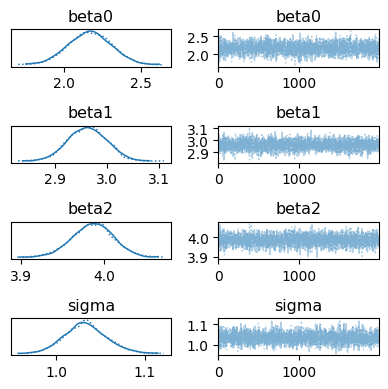 beta0 beta0
2.5
2.0
2.0 2.5 0 1000
beta1 beta1
3.1
3.0
2.9
2.9 3.0 3.1 0 1000
beta2 beta2
4.0
3.9
3.9 4.0 0 1000
sigma sigma
1.1
1.0
1.0 1.1 0 1000